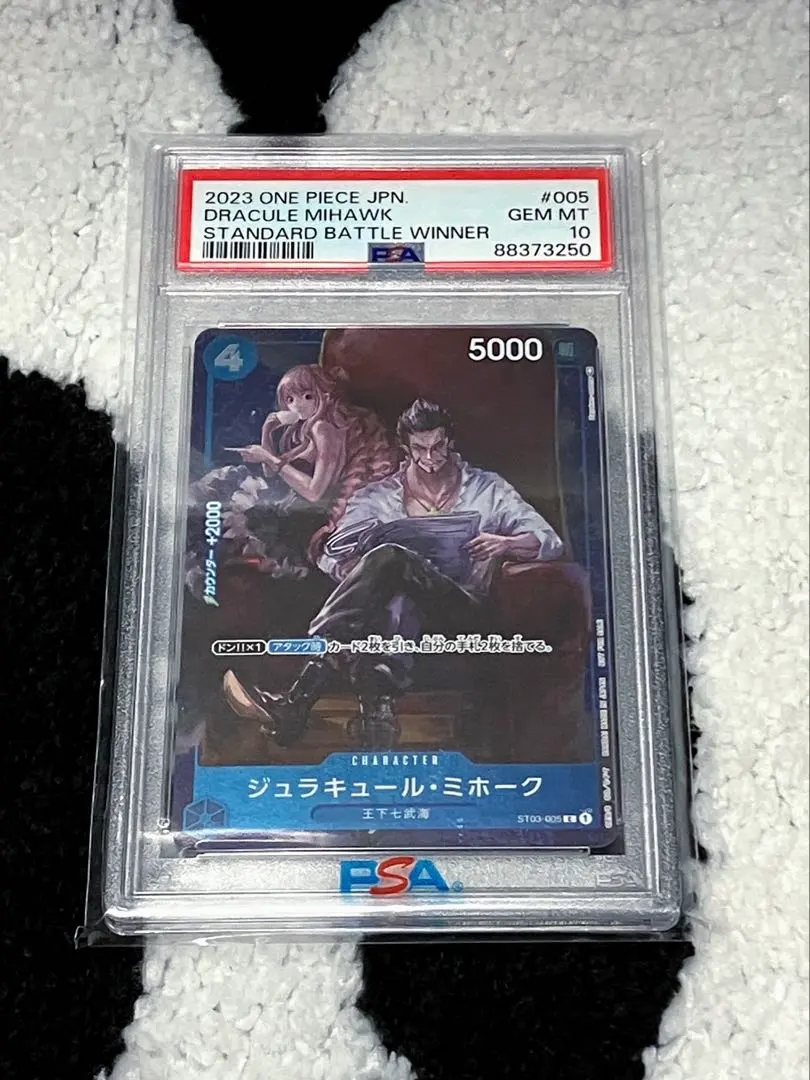 2023 ONE PIECE JPN. #005
DRACULE MIHAWK GEM MT
STANDARD BATTLE WINNER 10
88373250
PSA
4
5000
カウンター +2000
ドン!!×1 アタック時 カード2枚を引き、自分の手札2枚を捨てる。
CHARACTER
ジュラキュール・ミホーク
王下七武海
ST03-005 C 1
PSA